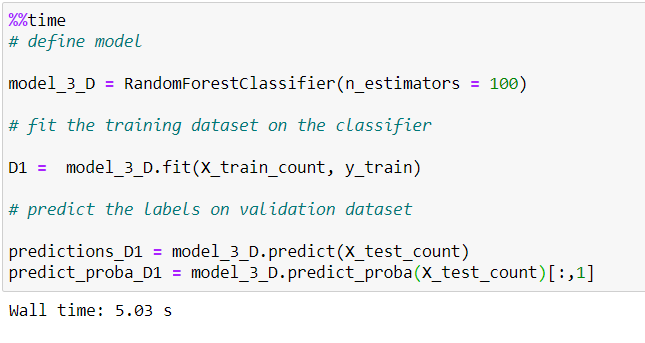 %%time
# define model
model_3_D = RandomForestClassifier(n_estimators = 100)
# fit the training dataset on the classifier
D1 =  model_3_D.fit(X_train_count, y_train)
# predict the labels on validation dataset
predictions_D1 = model_3_D.predict(X_test_count)
predict_proba_D1 = model_3_D.predict_proba(X_test_count)[:,1]
Wall time: 5.03 s